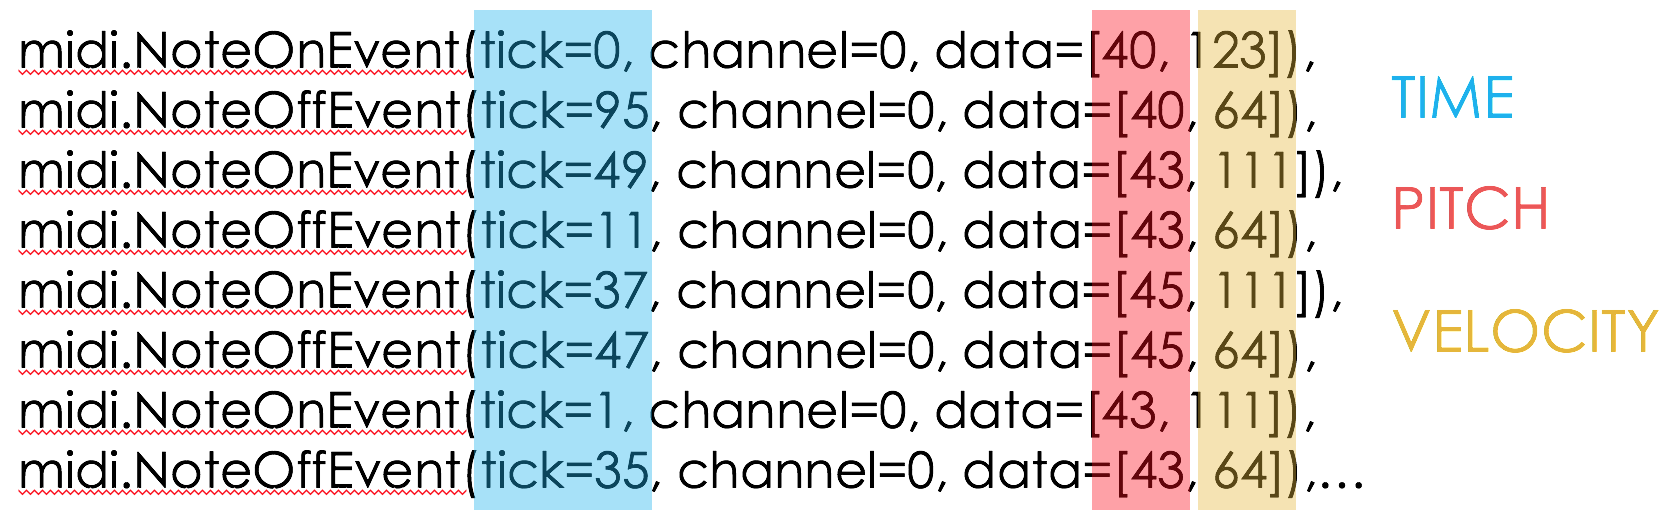 midi.NoteOnEvent(tick=0, channel=0, data=[40, 123]),
midi.NoteOffEvent(tick=95, channel=0, data=[40, 64]),
midi.NoteOnEvent(tick=49, channel=0, data=[43, 111]),
midi.NoteOffEvent(tick=11, channel=0, data=[43, 64]),
midi.NoteOnEvent(tick=37, channel=0, data=[45, 111]),
midi.NoteOffEvent(tick=47, channel=0, data=[45, 64]),
midi.NoteOnEvent(tick=1, channel=0, data=[43, 111]),
midi.NoteOffEvent(tick=35, channel=0, data=[43, 64]),...
TIME
PITCH
VELOCITY